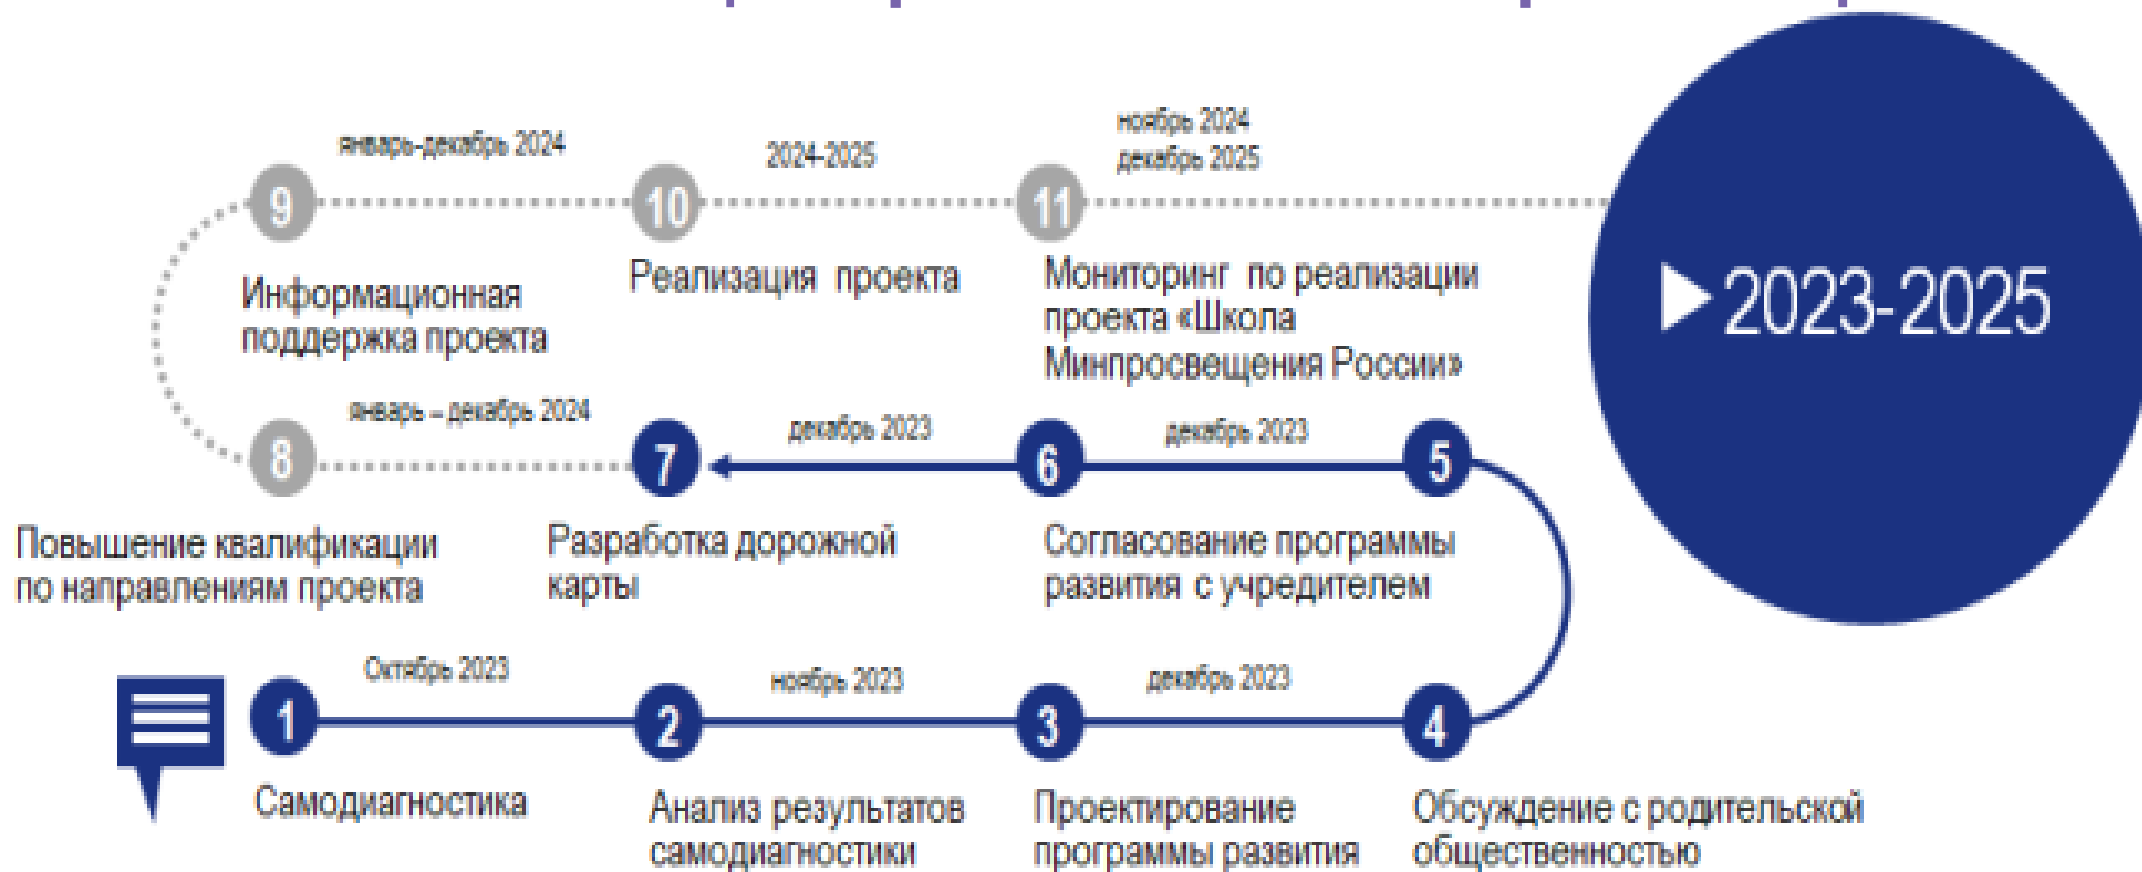 январь-декабрь 2024
2024-2025
ноябрь 2024
декабрь 2025
9
10
11
Информационная
поддержка проекта
Реализация проекта
Мониторинг по реализации
проекта «Школа
Минпросвещения России»
2023-2025
январь – декабрь 2024
декабрь 2023
декабрь 2023
8
7
6
5
Повышение квалификации
по направлениям проекта
Разработка дорожной
карты
Согласование программы
развития с учредителем
Октябрь 2023
ноябрь 2023
декабрь 2023
1
2
3
4
Самодиагностика
Анализ результатов
самодиагностики
Проектирование
программы развития
Обсуждение с родительской
общественностью